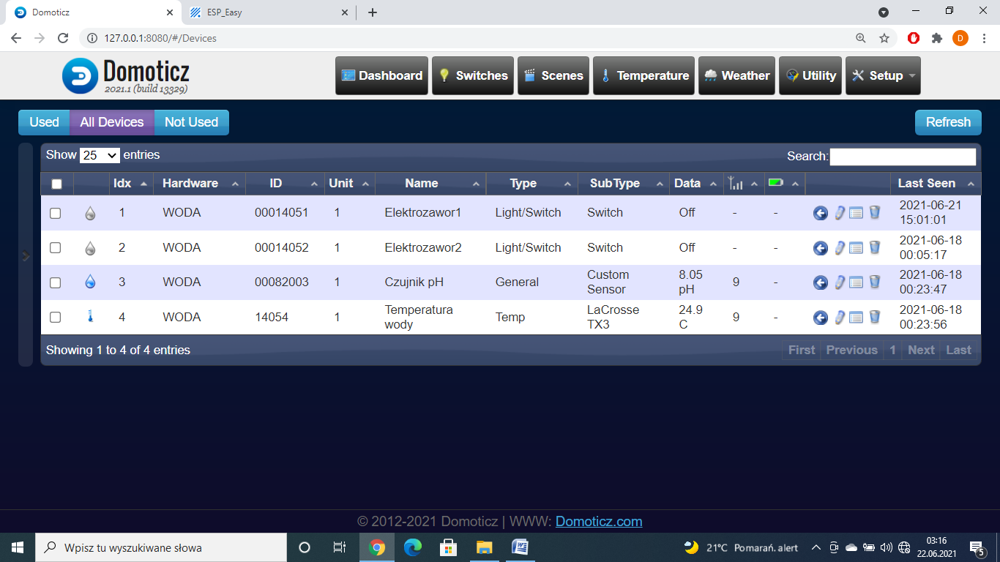 Domoticz
ESP_Easy
127.0.0.1:8080/#/Devices
D
Domoticz
2021.1 (build 13329)
Dashboard Switches Scenes Temperature Weather Utility Setup
Used All Devices Not Used Refresh
Show 25 entries Search:
Idx Hardware ID Unit Name Type SubType Data Last Seen
1 WODA 00014051 1 Elektrozawor1 Light/Switch Switch Off - - 2021-06-21
15:01:01
2 WODA 00014052 1 Elektrozawor2 Light/Switch Switch Off - - 2021-06-18
00:05:17
3 WODA 00082003 1 Czujnik pH General Custom 8.05 9 - 2021-06-18
Sensor pH 00:23:47
4 WODA 14054 1 Temperatura Temp LaCrosse 24.9 9 - 2021-06-18
wody TX3 C 00:23:56
Showing 1 to 4 of 4 entries First Previous 1 Next Last
© 2012-2021 Domoticz | WWW: Domoticz.com
Wpisz tu wyszukiwane słowa
21°C Pomarań. alert
03:16
22.06.2021
5